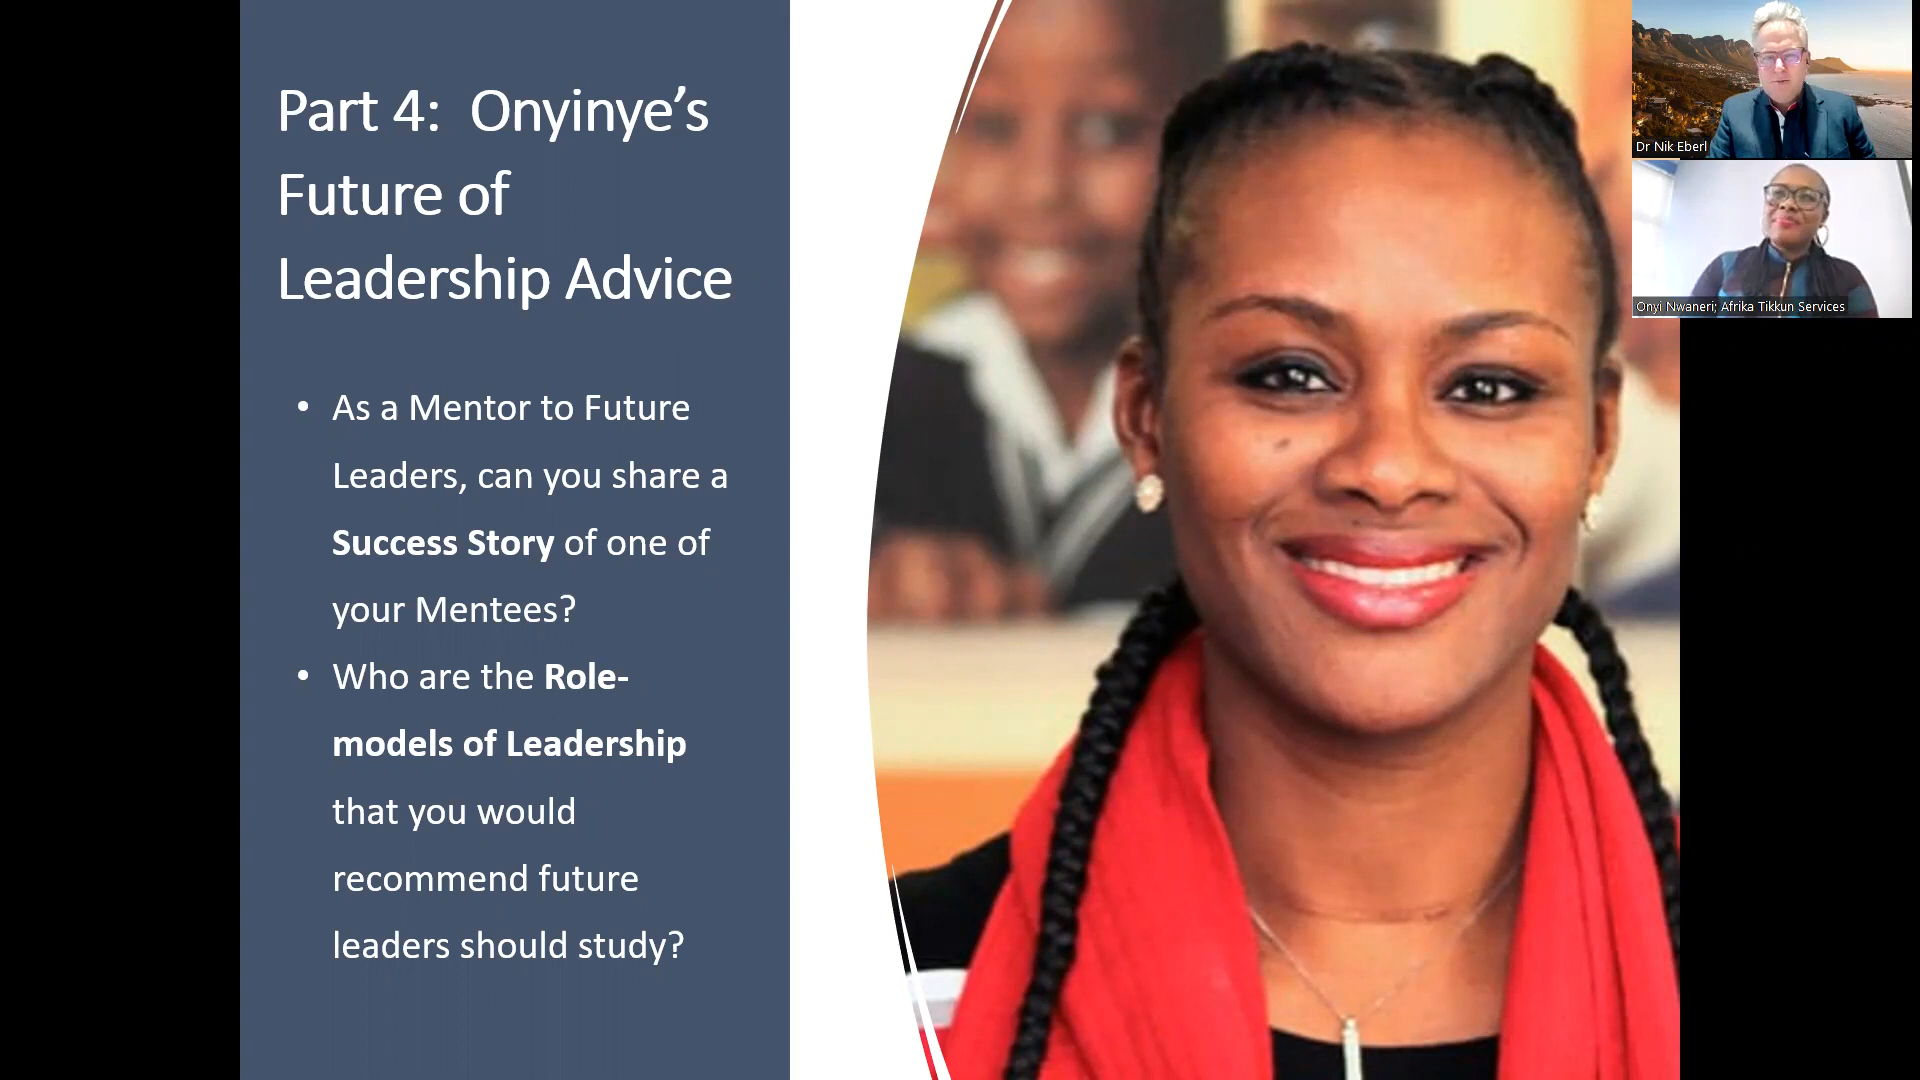 Part 4:  Onyinye’s
Future of
Leadership Advice
• As a Mentor to Future
Leaders, can you share a
Success Story of one of
your Mentees?
• Who are the Role-
models of Leadership
that you would
recommend future
leaders should study?
Dr Nik Eberl
Onyi Nwaneri; Afrika Tikkun Services